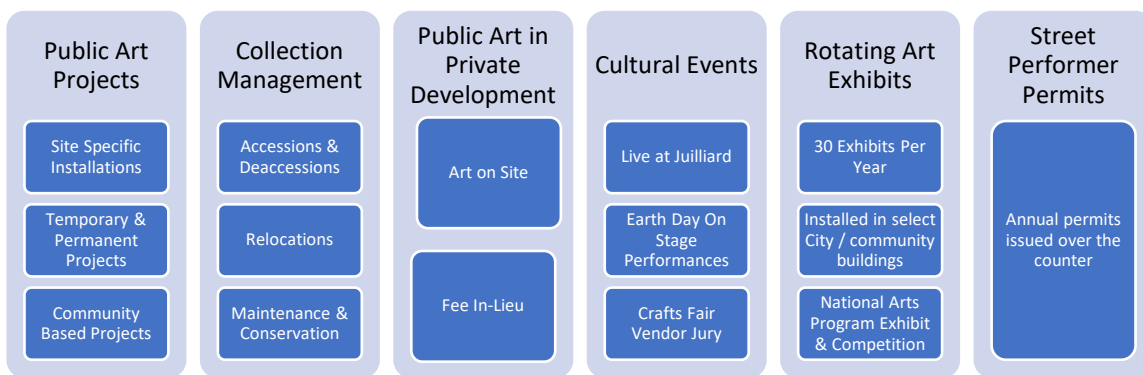 Public Art
Projects
Site Specific
Installations
Temporary &
Permanent
Projects
Community
Based Projects
Collection
Management
Accessions &
Deaccessions
Relocations
Maintenance &
Conservation
Public Art in
Private
Development
Art on Site
Fee In-Lieu
Cultural Events
Live at Juilliard
Earth Day On
Stage
Performances
Crafts Fair
Vendor Jury
Rotating Art
Exhibits
30 Exhibits Per
Year
Installed in select
City / community
buildings
National Arts
Program Exhibit
& Competition
Street
Performer
Permits
Annual permits
issued over the
counter